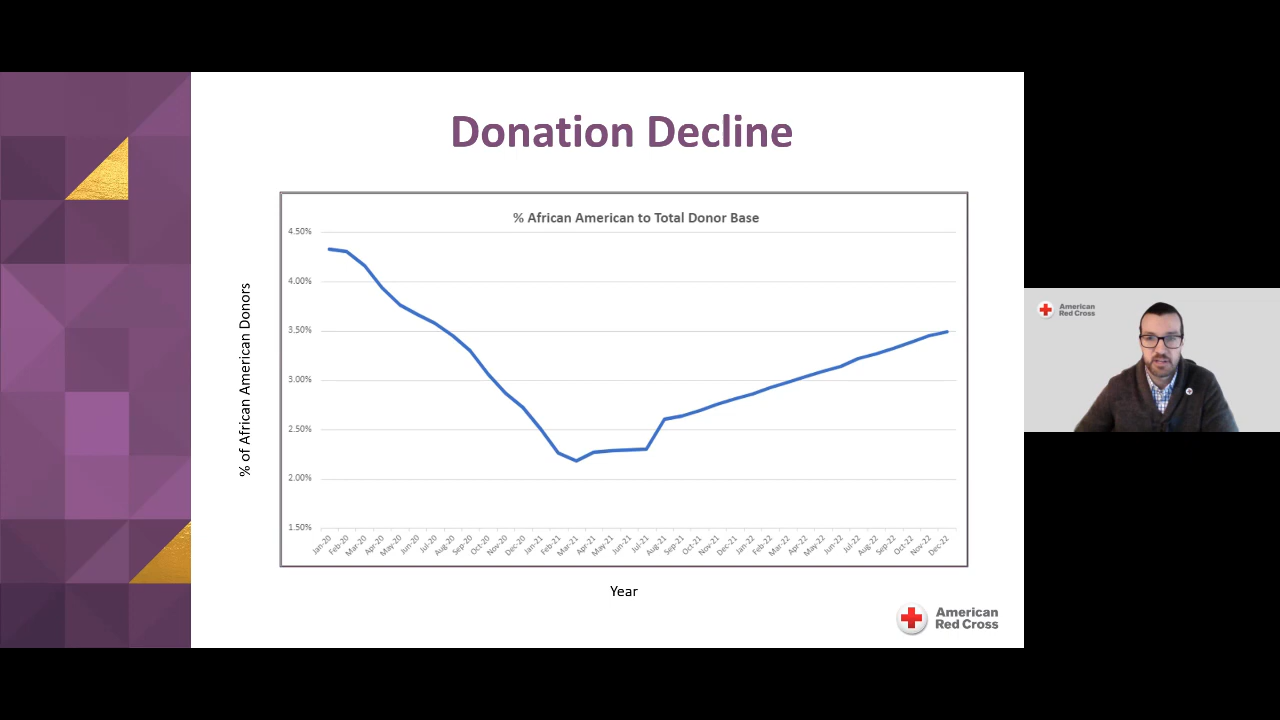 Donation Decline
% African American to Total Donor Base
4.50%
4.00%
3.50%
3.00%
2.50%
2.00%
1.50%
% of African American Donors
Jan-20
Feb-20
Mar-20
Apr-20
May-20
Jun-20
Jul-20
Aug-20
Sep-20
Oct-20
Nov-20
Dec-20
Jan-21
Feb-21
Mar-21
Apr-21
May-21
Jun-21
Jul-21
Aug-21
Sep-21
Oct-21
Nov-21
Dec-21
Jan-22
Feb-22
Mar-22
Apr-22
May-22
Jun-22
Jul-22
Aug-22
Sep-22
Oct-22
Nov-22
Dec-22
Year
American
Red Cross
American
Red Cross